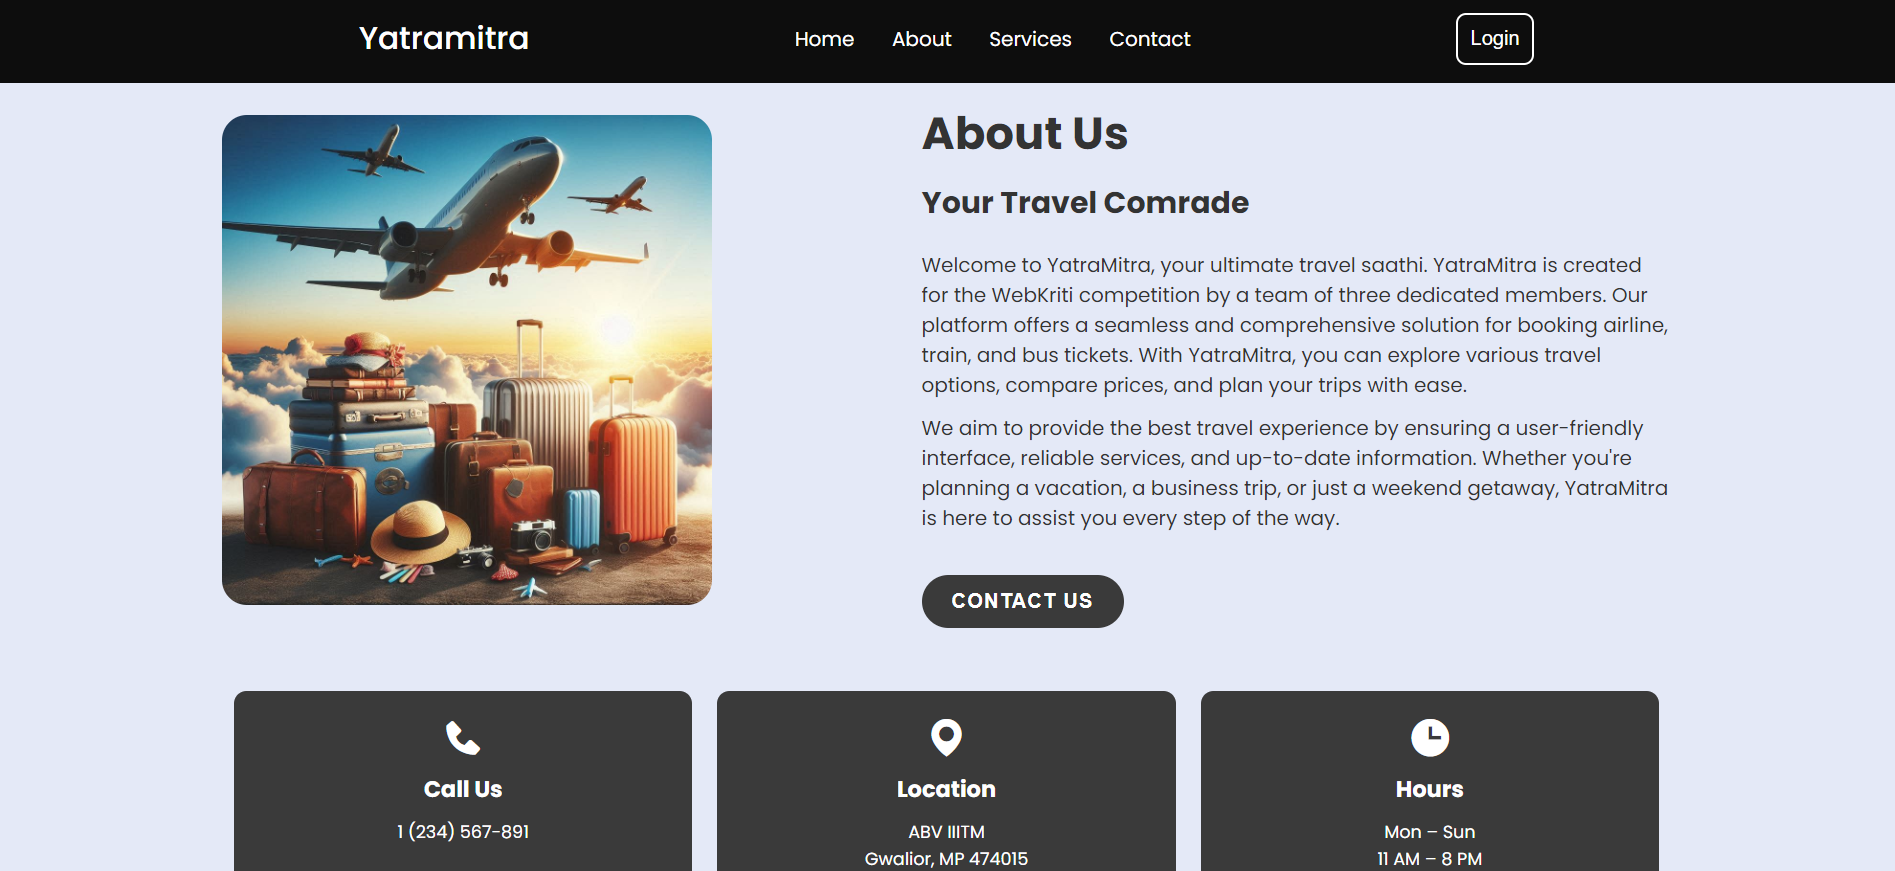 Yatramitra
Home About Services Contact
Login
About Us
Your Travel Comrade
Welcome to YatraMitra, your ultimate travel saathi. YatraMitra is created
for the WebKriti competition by a team of three dedicated members. Our
platform offers a seamless and comprehensive solution for booking airline,
train, and bus tickets. With YatraMitra, you can explore various travel
options, compare prices, and plan your trips with ease.
We aim to provide the best travel experience by ensuring a user-friendly
interface, reliable services, and up-to-date information. Whether you're
planning a vacation, a business trip, or just a weekend getaway, YatraMitra
is here to assist you every step of the way.
CONTACT US
Call Us
1 (234) 567-891
Location
ABV IIITM
Gwalior, MP 474015
Hours
Mon – Sun
11 AM – 8 PM